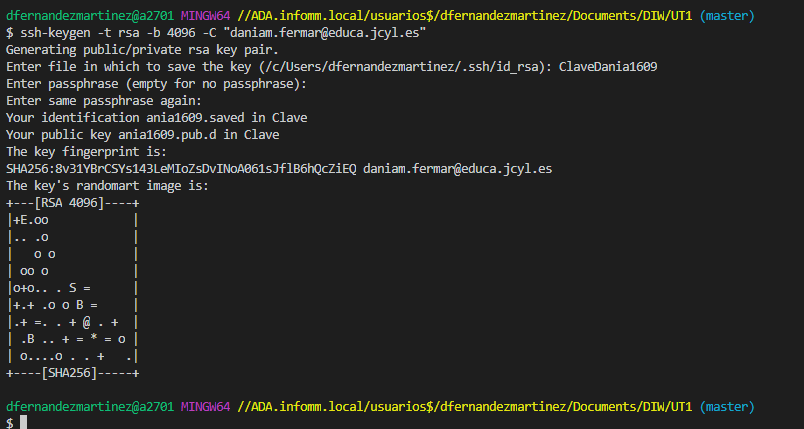 dfernandezmartinez@a2701 MINGW64 //ADA.infomm.local/usuarios$/dfernandezmartinez/Documents/DIW/UT1 (master)
$ ssh-keygen -t rsa -b 4096 -C "daniam.fermar@educa.jcyl.es"
Generating public/private rsa key pair.
Enter file in which to save the key (/c/Users/dfernandezmartinez/.ssh/id_rsa): ClaveDania1609
Enter passphrase (empty for no passphrase):
Enter same passphrase again:
Your identification ania1609.saved in Clave
Your public key ania1609.pub.d in Clave
The key fingerprint is:
SHA256:8v31YBrCSYs143LeMIoZsDvINoA061sJflB6hQcZiEQ daniam.fermar@educa.jcyl.es
The key's randomart image is:
+---[RSA 4096]----+
|+E.oo            |
|.. .o            |
|   o o           |
| oo o            |
|o+o.. . S =      |
|+.+ .o o B =     |
|.+ =. . + @ . +  |
| .B .. + = * = o |
| o....o . . +   .|
+----[SHA256]-----+
dfernandezmartinez@a2701 MINGW64 //ADA.infomm.local/usuarios$/dfernandezmartinez/Documents/DIW/UT1 (master)
$